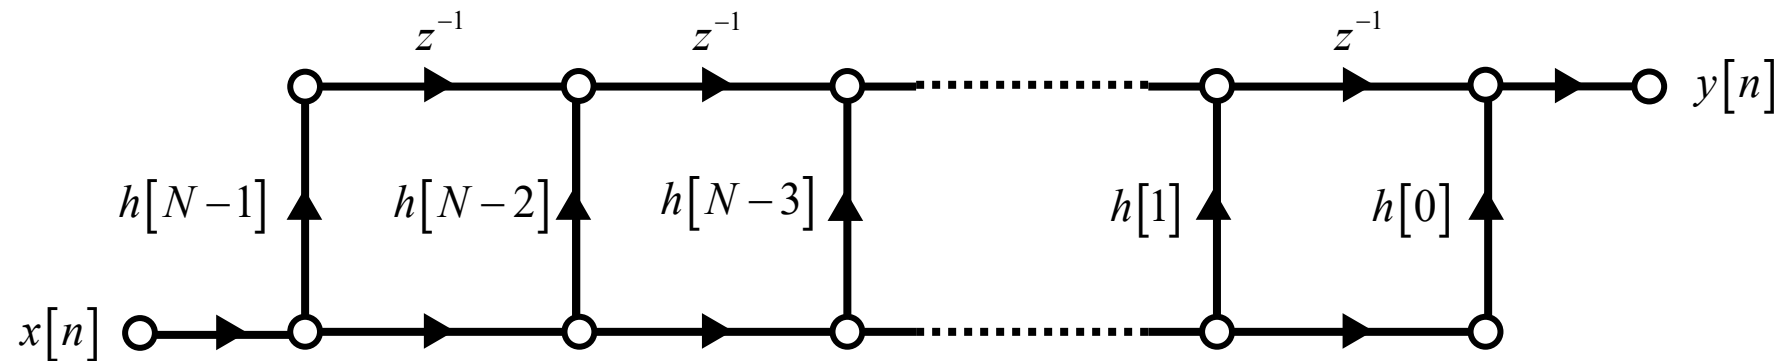 z⁻¹ z⁻¹ z⁻¹
y[n]
h[N−1] h[N−2] h[N−3] h[1] h[0]
x[n]